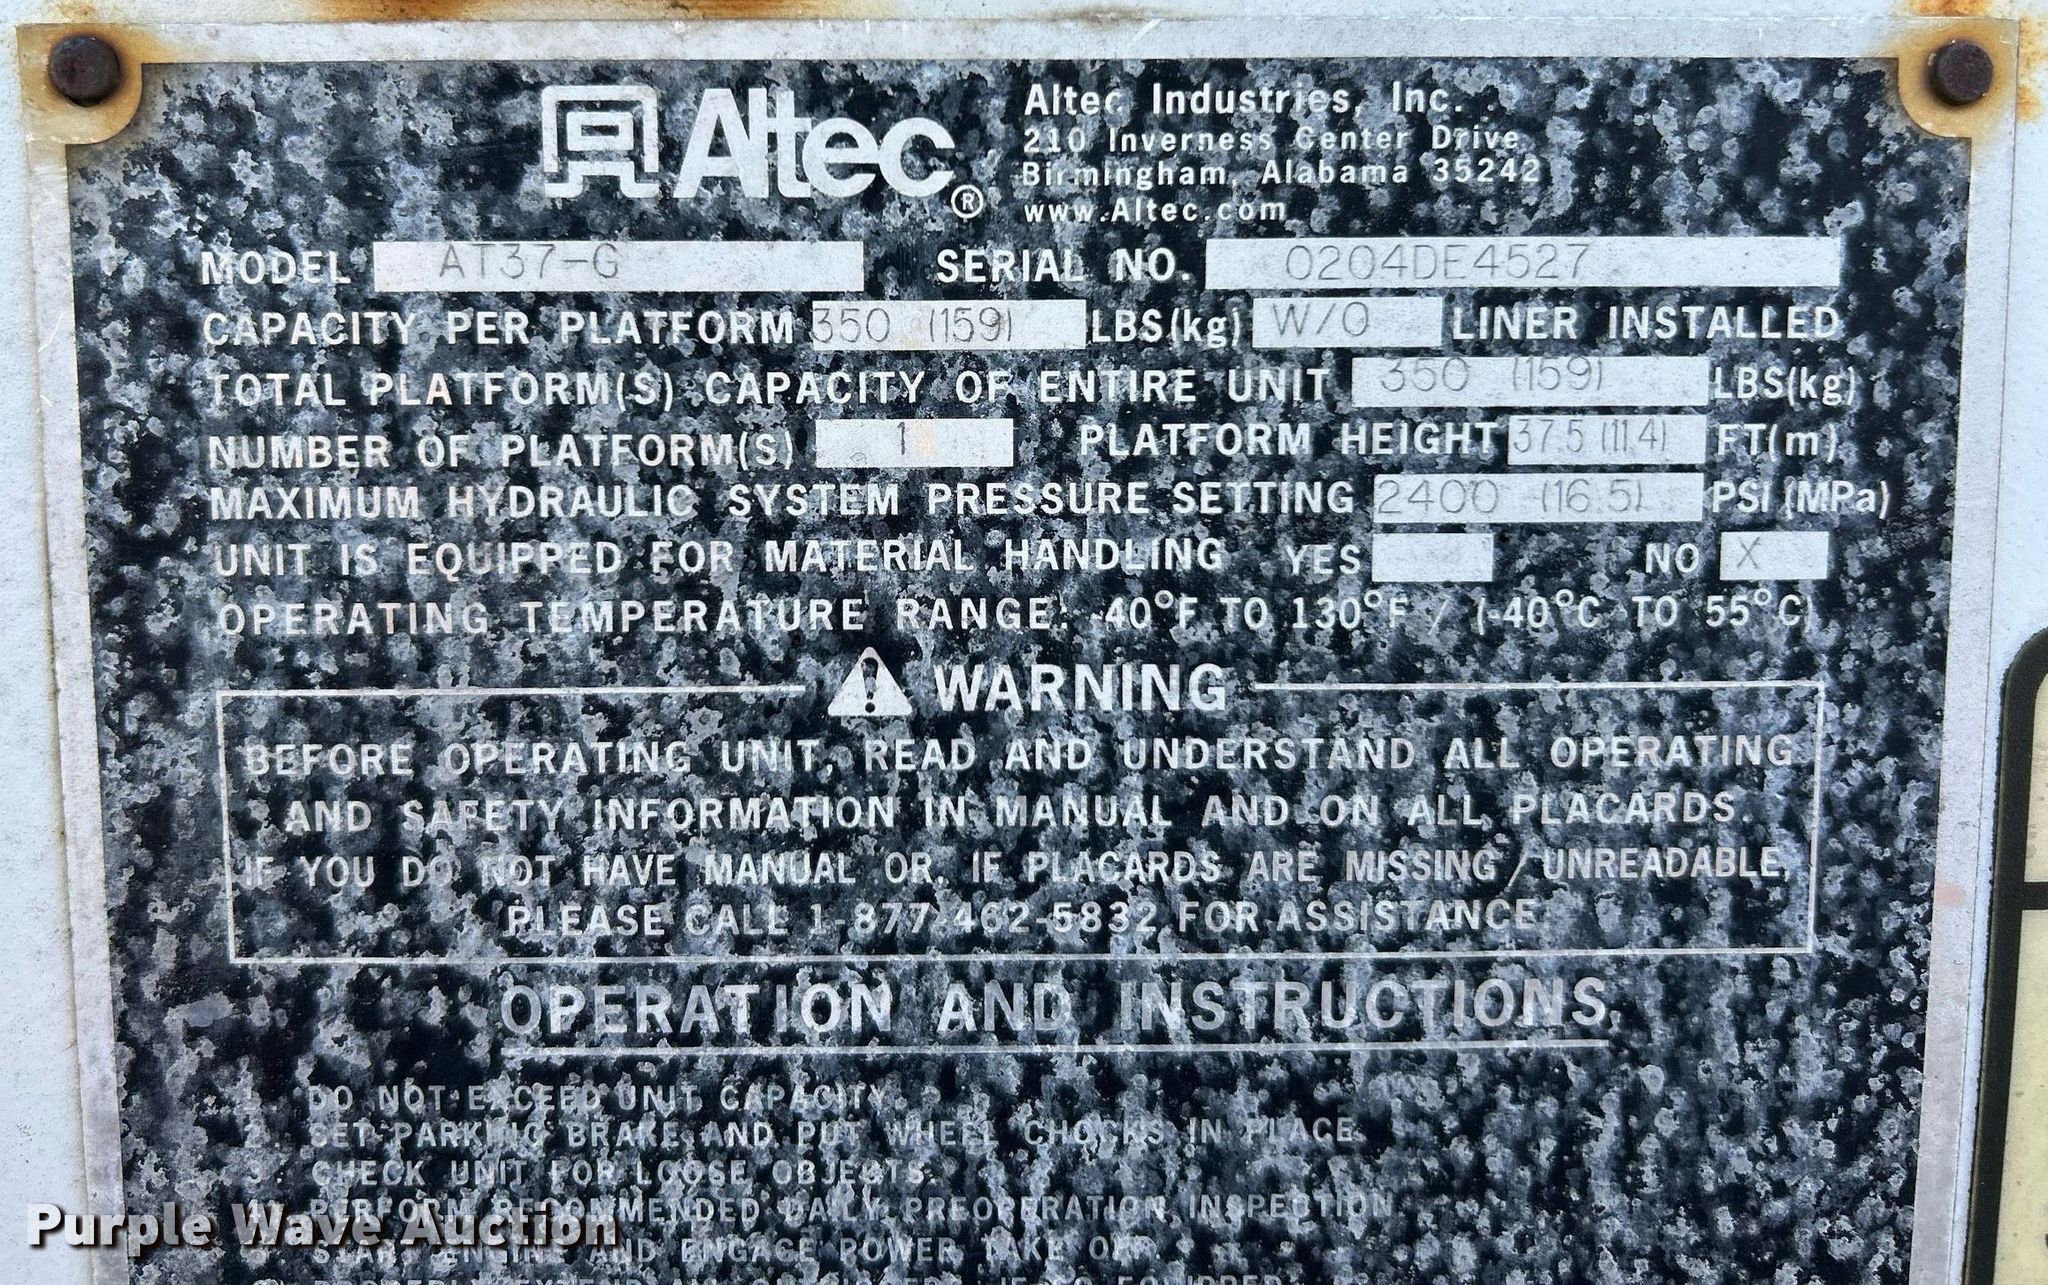 Altec®
Altec Industries, Inc.
210 Inverness Center Drive
Birmingham, Alabama 35242
www.Altec.com
MODEL AT37-G SERIAL NO. 0204DE4527
CAPACITY PER PLATFORM 350 (159) LBS(kg) W/O LINER INSTALLED
TOTAL PLATFORM(S) CAPACITY OF ENTIRE UNIT 350 (159) LBS(kg)
NUMBER OF PLATFORM(S) 1 PLATFORM HEIGHT 37.5 (11.4) FT(m)
MAXIMUM HYDRAULIC SYSTEM PRESSURE SETTING 2400 (16.5) PSI (MPa)
UNIT IS EQUIPPED FOR MATERIAL HANDLING YES NO X
OPERATING TEMPERATURE RANGE: -40°F TO 130°F / (-40°C TO 55°C)
WARNING
BEFORE OPERATING UNIT, READ AND UNDERSTAND ALL OPERATING
AND SAFETY INFORMATION IN MANUAL AND ON ALL PLACARDS.
IF YOU DO NOT HAVE MANUAL OR, IF PLACARDS ARE MISSING / UNREADABLE,
PLEASE CALL 1-877-462-5832 FOR ASSISTANCE
OPERATION AND INSTRUCTIONS
1. DO NOT EXCEED UNIT CAPACITY.
2. SET PARKING BRAKE AND PUT WHEEL CHOCKS IN PLACE.
3. CHECK UNIT FOR LOOSE OBJECTS.
4. PERFORM RECOMMENDED DAILY PREOPERATION INSPECTION.
5. START ENGINE AND ENGAGE POWER TAKE OFF.
Purple Wave Auction